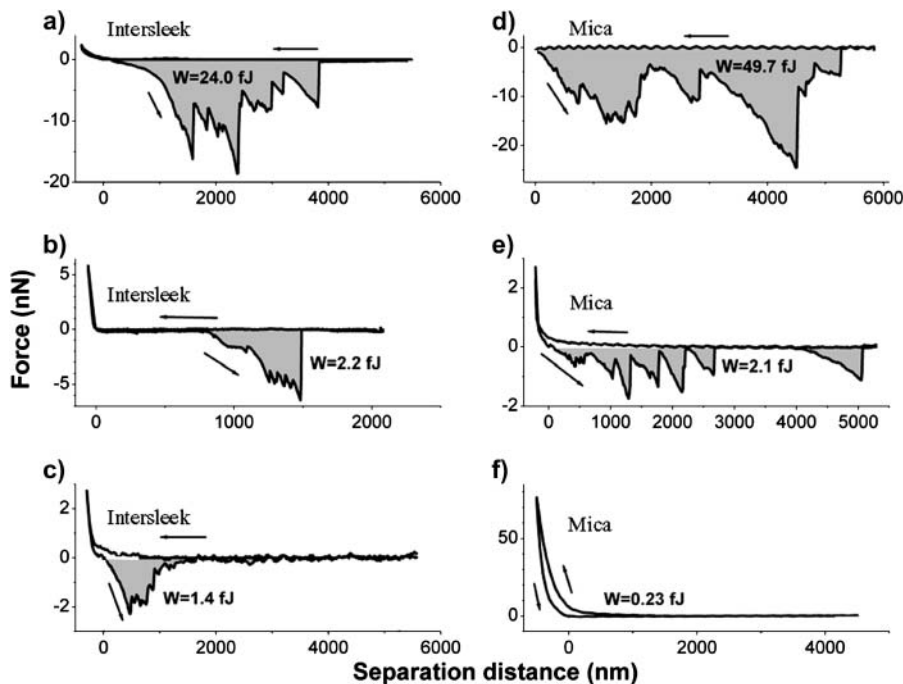 a)
Intersleek
W=24.0 fJ
0
-10
-20
0 2000 4000 6000
d)
Mica
W=49.7 fJ
0
-10
-20
0 1000 2000 3000 4000 5000 6000
b)
Intersleek
W=2.2 fJ
5
0
-5
0 1000 2000
e)
Mica
W=2.1 fJ
2
0
-2
0 1000 2000 3000 4000 5000
c)
Intersleek
W=1.4 fJ
2
0
-2
0 2000 4000 6000
f)
Mica
W=0.23 fJ
50
0
0 2000 4000
Force (nN)
Separation distance (nm)